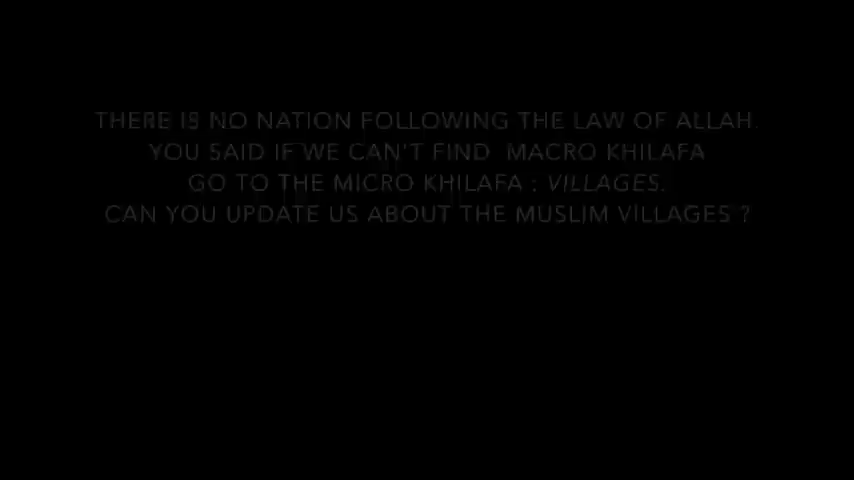 THERE IS NO NATION FOLLOWING THE LAW OF ALLAH.
YOU SAID IF WE CAN'T FIND MACRO KHILAFA
GO TO THE MICRO KHILAFA : VILLAGES.
CAN YOU UPDATE US ABOUT THE MUSLIM VILLAGES ?